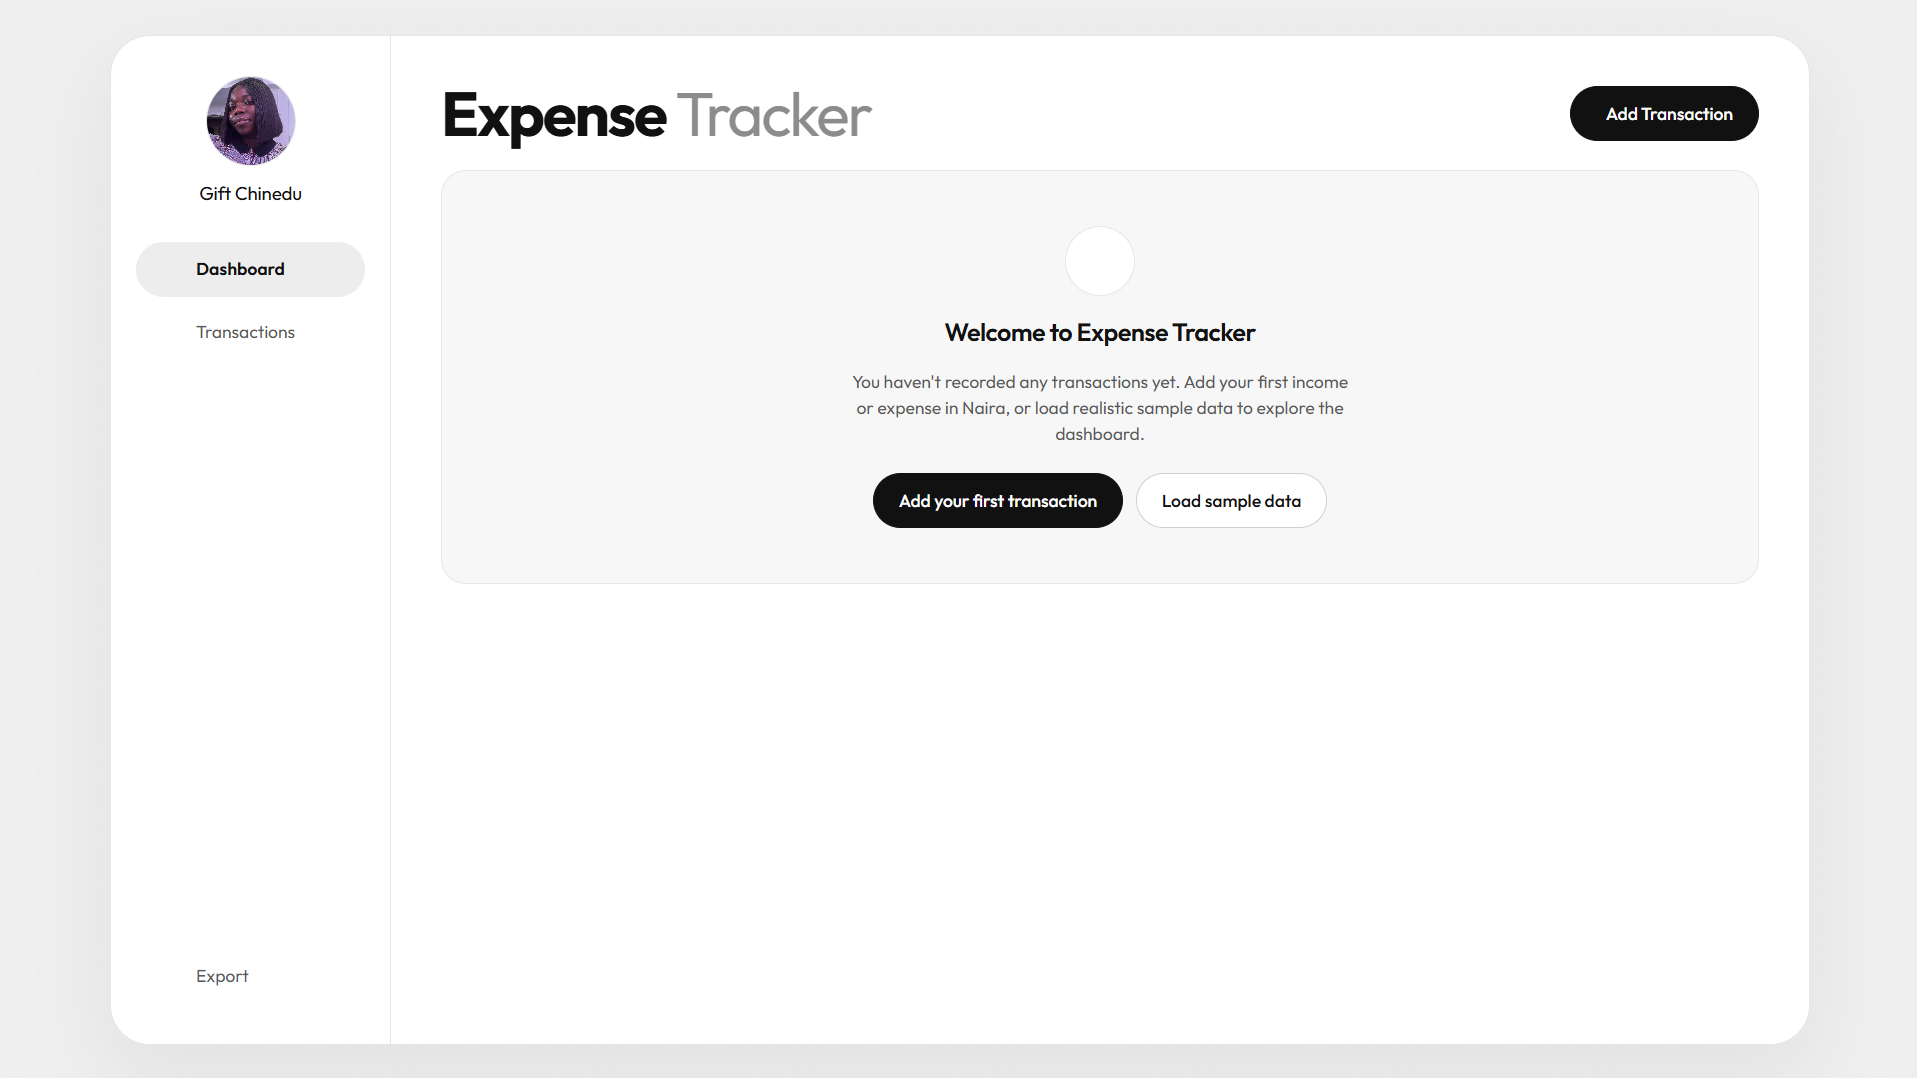 Gift Chinedu
Dashboard
Transactions
Export
Expense Tracker
Add Transaction
Welcome to Expense Tracker
You haven't recorded any transactions yet. Add your first income
or expense in Naira, or load realistic sample data to explore the
dashboard.
Add your first transaction
Load sample data